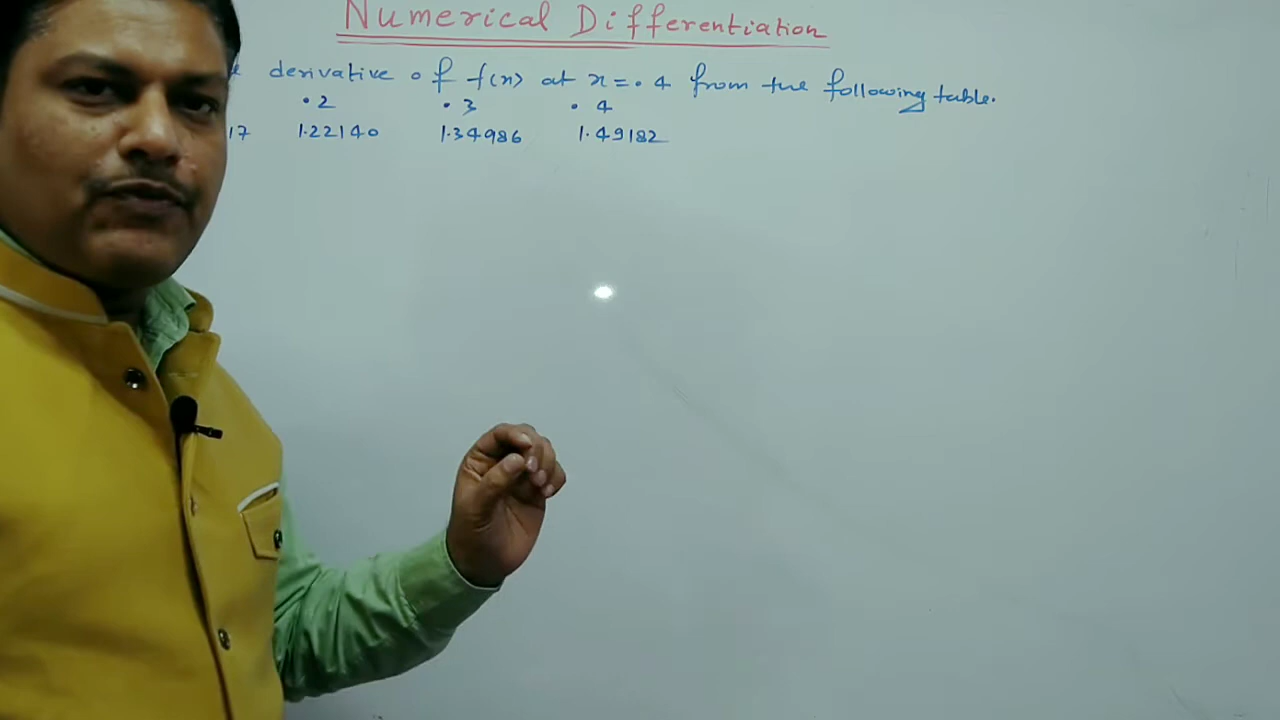 Numerical Differentiation
derivative of f(x) at x = .4 from the following table.
.2 .3 .4
17 1.22140 1.34986 1.49182